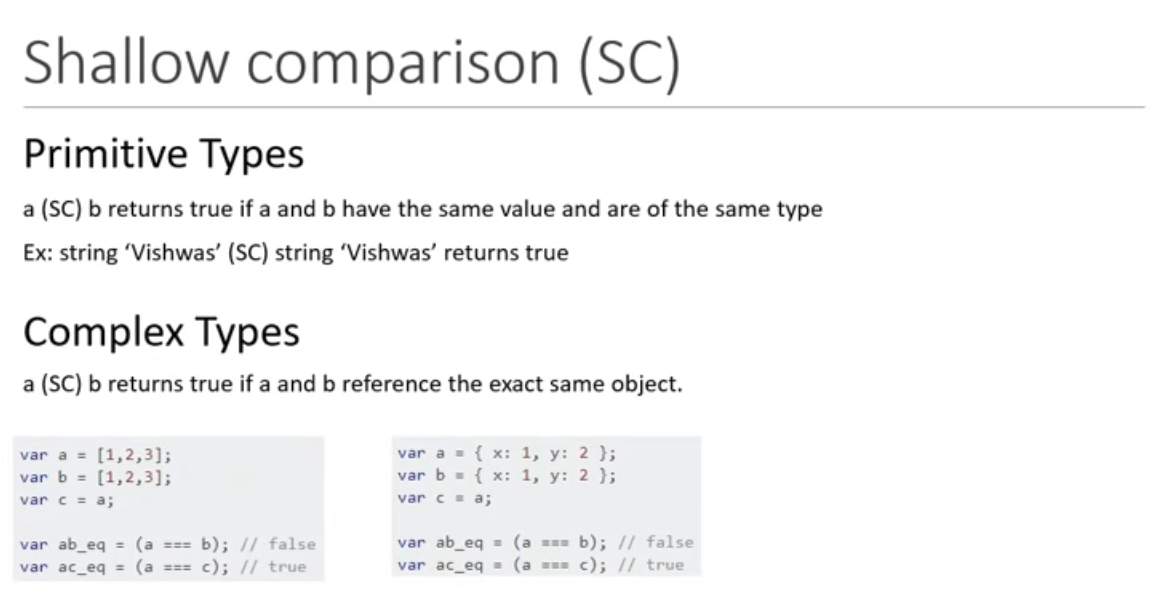 Shallow comparison (SC)
Primitive Types
a (SC) b returns true if a and b have the same value and are of the same type
Ex: string ‘Vishwas’ (SC) string ‘Vishwas’ returns true
Complex Types
a (SC) b returns true if a and b reference the exact same object.
var a = [1,2,3];
var b = [1,2,3];
var c = a;
var ab_eq = (a === b); // false
var ac_eq = (a === c); // true
var a = { x: 1, y: 2 };
var b = { x: 1, y: 2 };
var c = a;
var ab_eq = (a === b); // false
var ac_eq = (a === c); // true